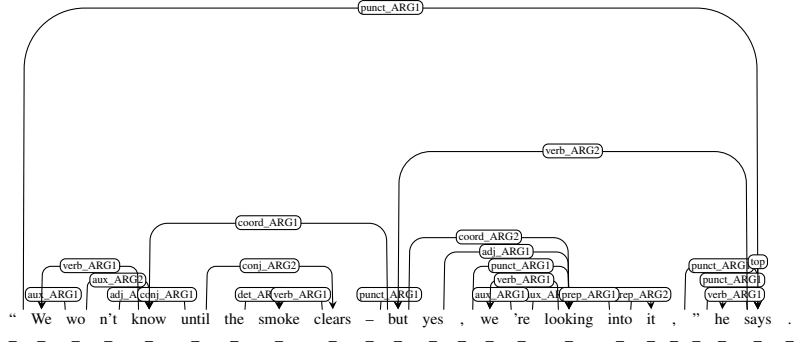 punct_ARG1
verb_ARG2
coord_ARG1
coord_ARG2
adj_ARG1
verb_ARG1 conj_ARG2 punct_ARG1 punct_ARG1 top
aux_ARG2 verb_ARG1 punct_ARG1
aux_ARG1 conj_ARG1 verb_ARG1 punct_ARG1 aux_ARG1 prep_ARG1 verb_ARG1
“ We wo n't know until the smoke clears – but yes , we 're looking into it , ” he says .
_ _ _ _ _ _ _ _ _ _ _ _ _ _ _ _ _ _ _ _ _ _ _